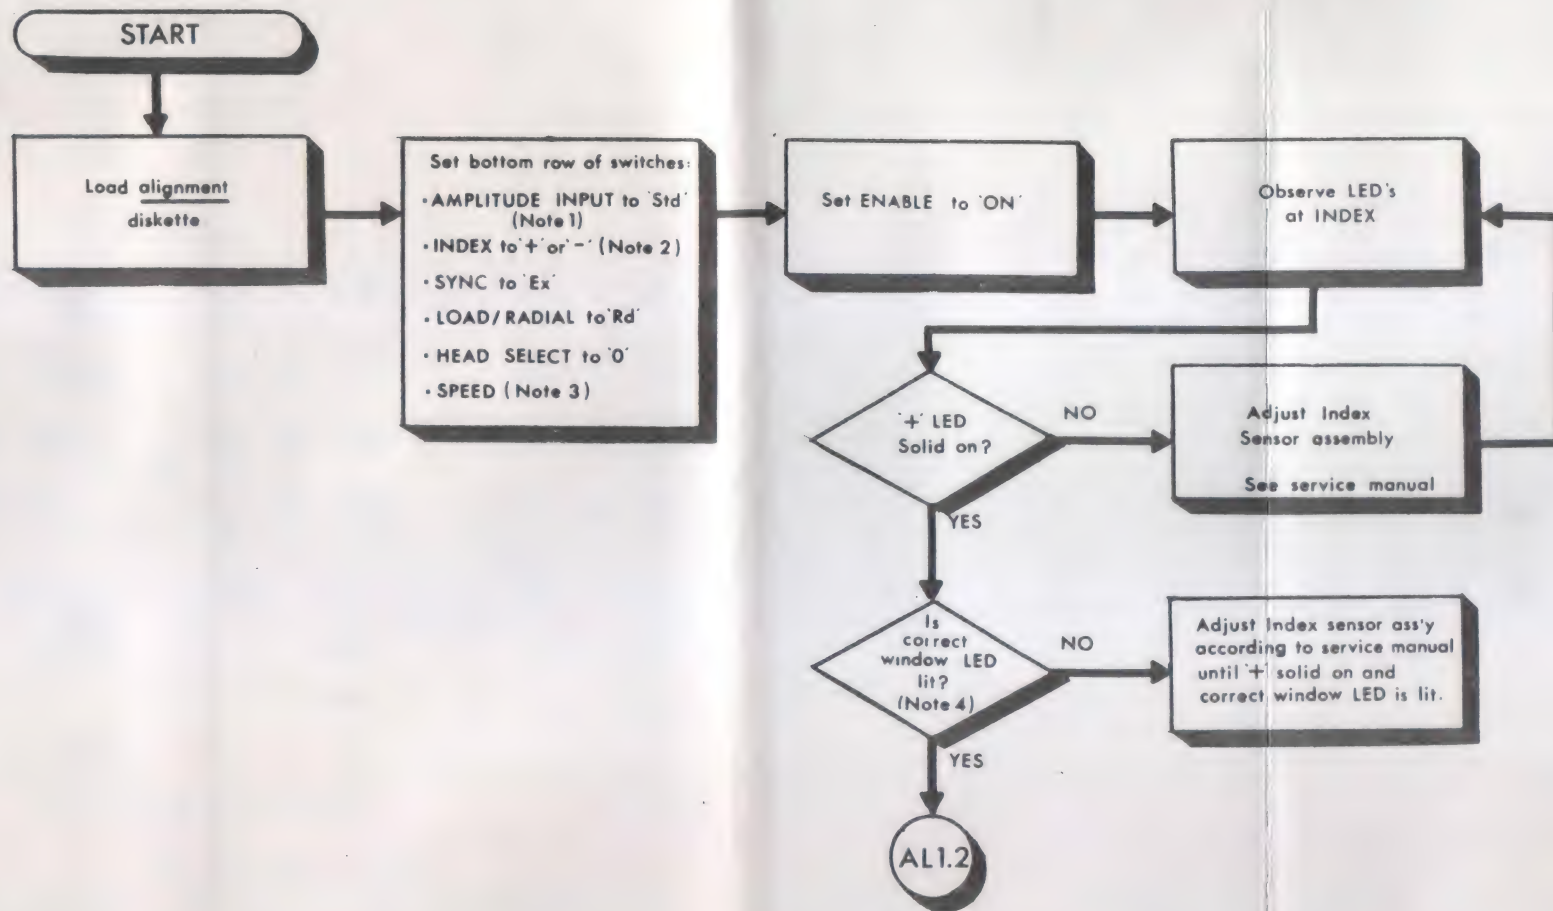 START
Load alignment
diskette
Set bottom row of switches:
• AMPLITUDE INPUT to 'Std'
(Note 1)
• INDEX to '+' or '-' (Note 2)
• SYNC to 'Ex'
• LOAD/RADIAL to 'Rd'
• HEAD SELECT to '0'
• SPEED (Note 3)
Set ENABLE to 'ON'
Observe LED's
at INDEX
'+' LED
Solid on?
NO
Adjust Index
Sensor assembly
See service manual
YES
Is
correct
window LED
lit?
(Note 4)
NO
Adjust Index sensor ass'y
according to service manual
until '+' solid on and
correct window LED is lit.
YES
AL1.2